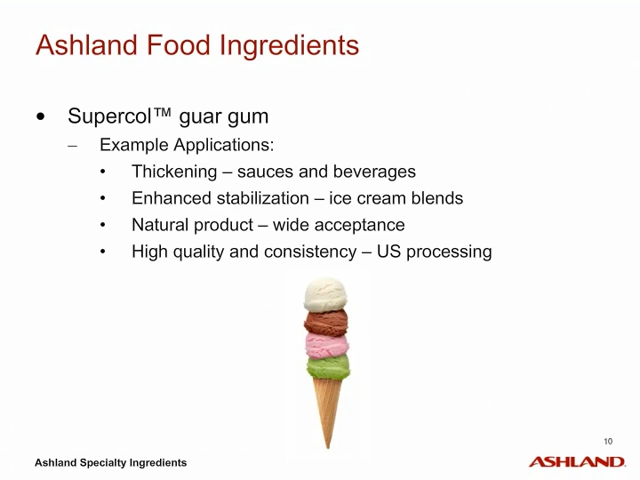 Ashland Food Ingredients
• Supercol™ guar gum
– Example Applications:
• Thickening – sauces and beverages
• Enhanced stabilization – ice cream blends
• Natural product – wide acceptance
• High quality and consistency – US processing
10
Ashland Specialty Ingredients
ASHLAND.